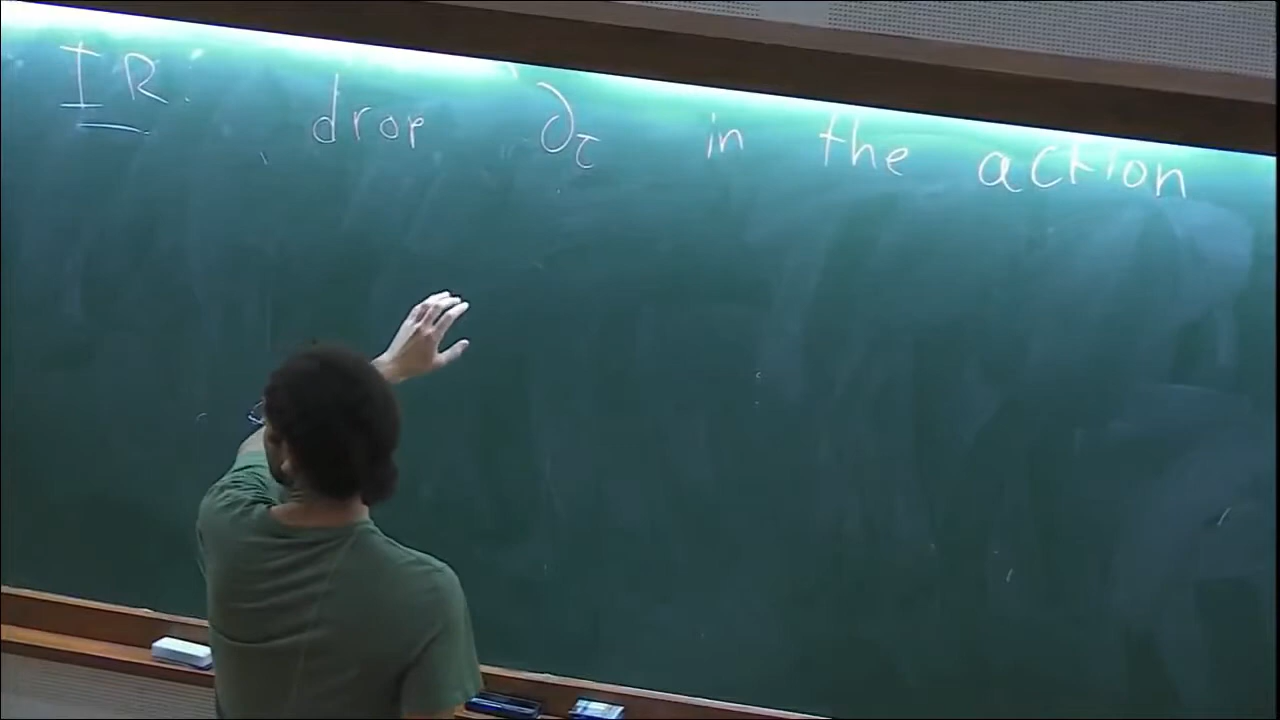 IR: drop ∂τ in the action